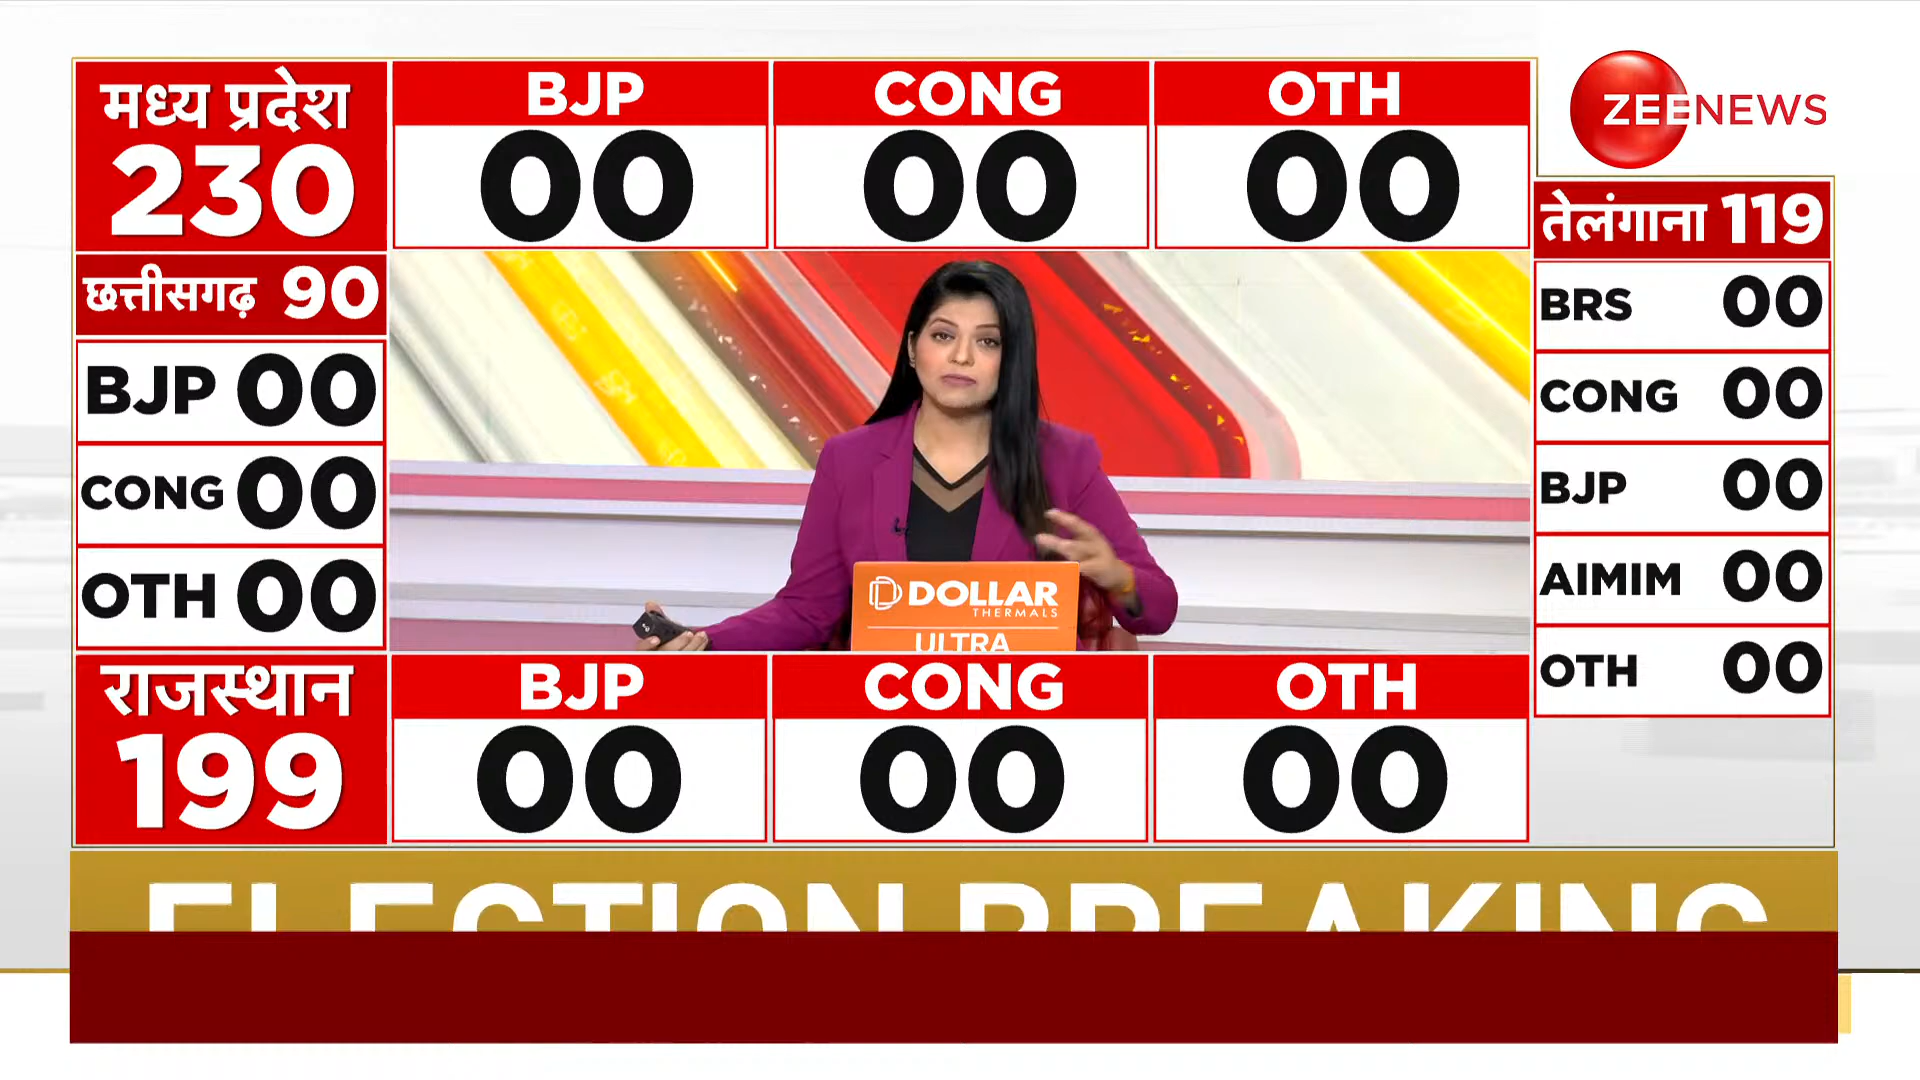 मध्य प्रदेश
230
BJP
00
CONG
00
OTH
00
ZEENEWS
छत्तीसगढ़ 90
BJP 00
CONG 00
OTH 00
तेलंगाना 119
BRS 00
CONG 00
BJP 00
AIMIM 00
OTH 00
DOLLAR
THERMALS
ULTRA
राजस्थान
199
BJP
00
CONG
00
OTH
00
ELECTION BREAKING